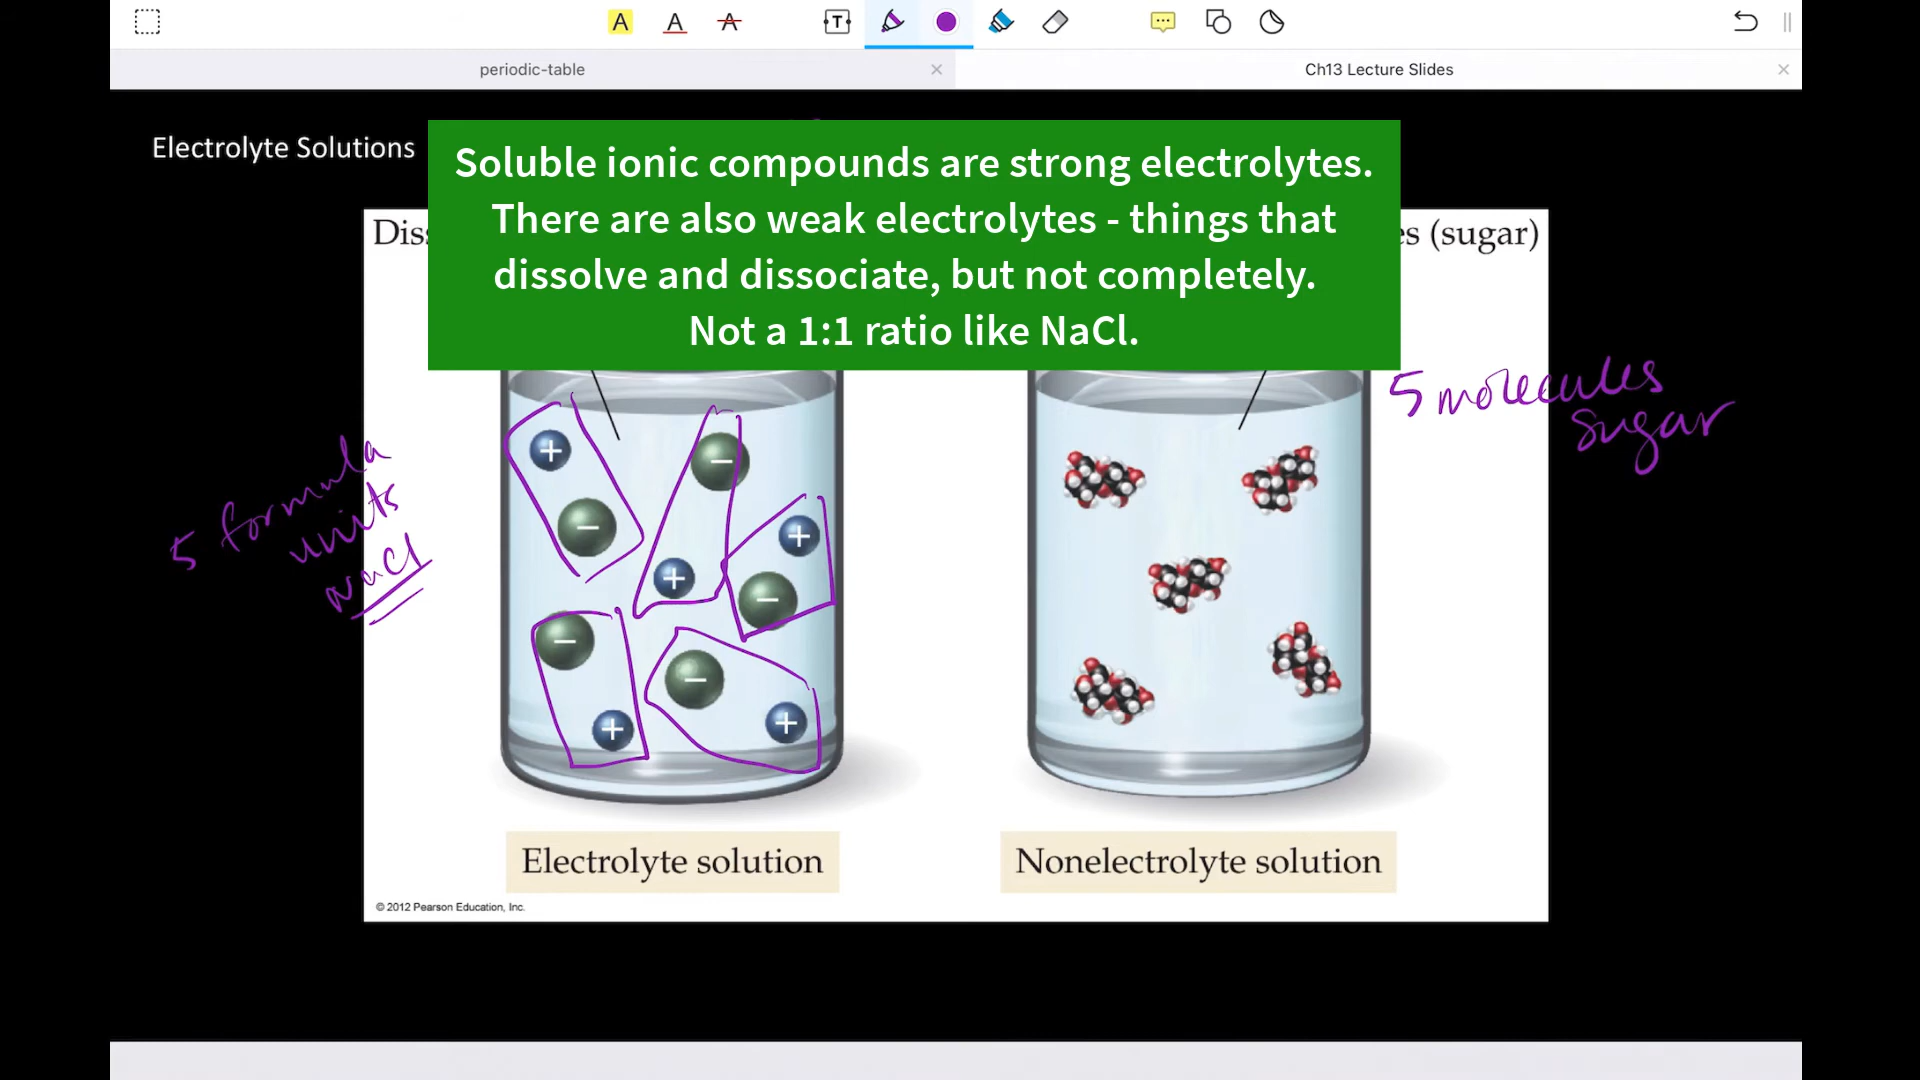 A A A T
periodic-table
Ch13 Lecture Slides
Electrolyte Solutions
Soluble ionic compounds are strong electrolytes.
There are also weak electrolytes - things that
dissolve and dissociate, but not completely.
Not a 1:1 ratio like NaCl.
(sugar)
5 molecules
sugar
5 formula
units
NaCl
+ −
− +
+ −
− +
− +
Electrolyte solution
Nonelectrolyte solution
© 2012 Pearson Education, Inc.